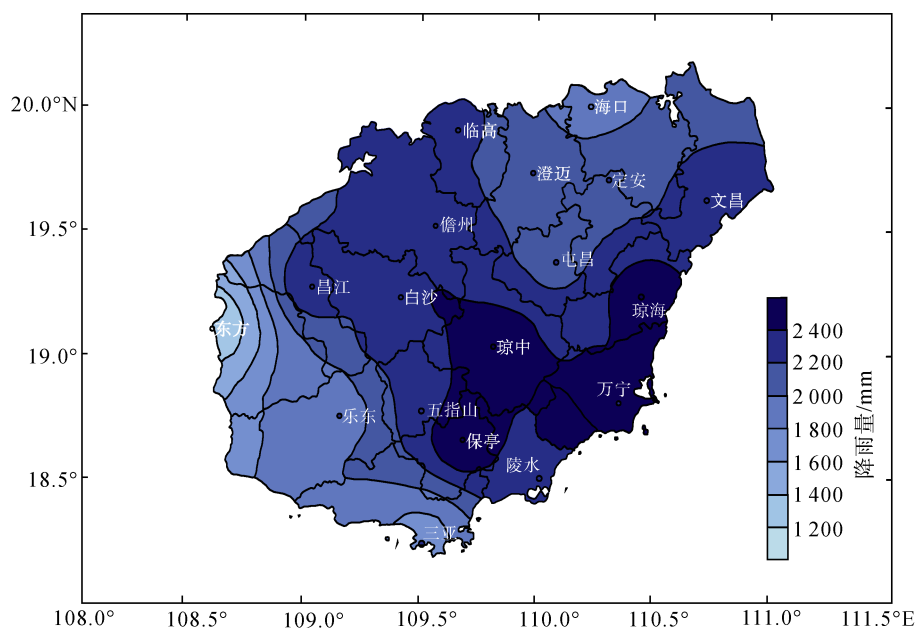 20.0°N
19.5°
19.0°
18.5°
海口
临高
澄迈
定安
文昌
儋州
屯昌
昌江
白沙
琼海
东方
琼中
万宁
乐东
五指山
保亭
陵水
三亚
2 400
2 200
2 000
1 800
1 600
1 400
1 200
降雨量/mm
108.0°
108.5°
109.0°
109.5°
110.0°
110.5°
111.0°
111.5°E